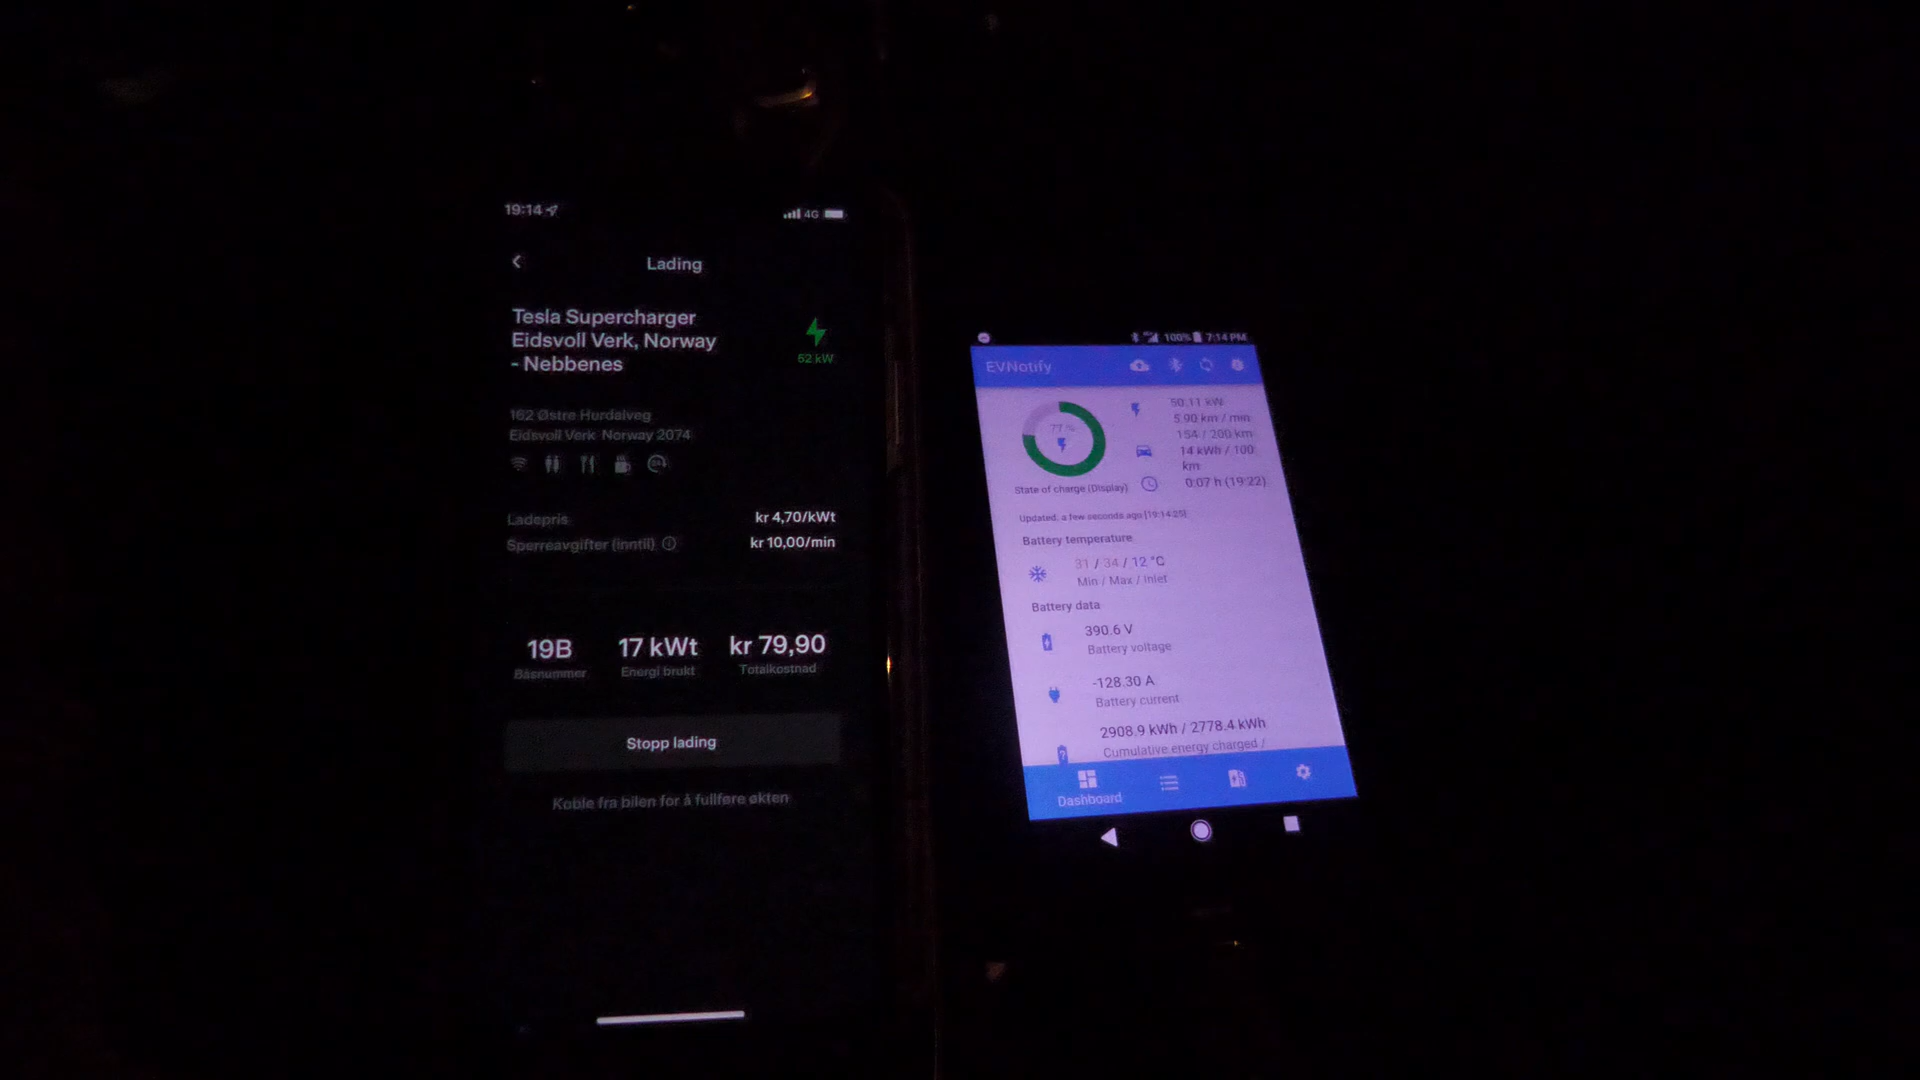 19:14
4G
Lading
Tesla Supercharger
Eidsvoll Verk, Norway
- Nebbenes
52 kW
162 Østre Hurdalveg
Eidsvoll Verk Norway 2074
Ladepris
kr 4,70/kWt
Sperreavgifter (inntil)
kr 10,00/min
19B
17 kWt
kr 79,90
Båsnummer
Energi brukt
Totalkostnad
Stopp lading
Koble fra bilen for å fullføre økten
100% 7:14 PM
EVNotify
77 %
50.11 kW
5.90 km / min
154 / 200 km
14 kWh / 100
km
0:07 h (19:22)
State of charge (Display)
Updated: a few seconds ago [19:14:25]
Battery temperature
31 / 34 / 12 °C
Min / Max / Inlet
Battery data
390.6 V
Battery voltage
-128.30 A
Battery current
2908.9 kWh / 2778.4 kWh
Cumulative energy charged /
Dashboard